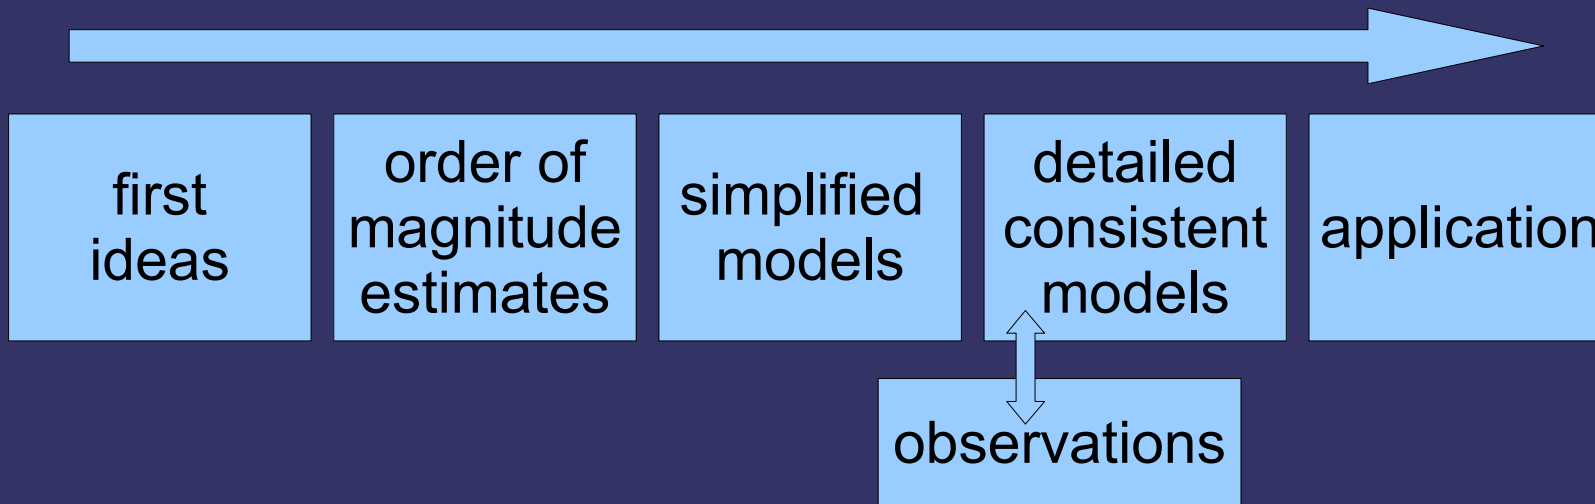 first
ideas
order of
magnitude
estimates
simplified
models
detailed
consistent
models
application
observations